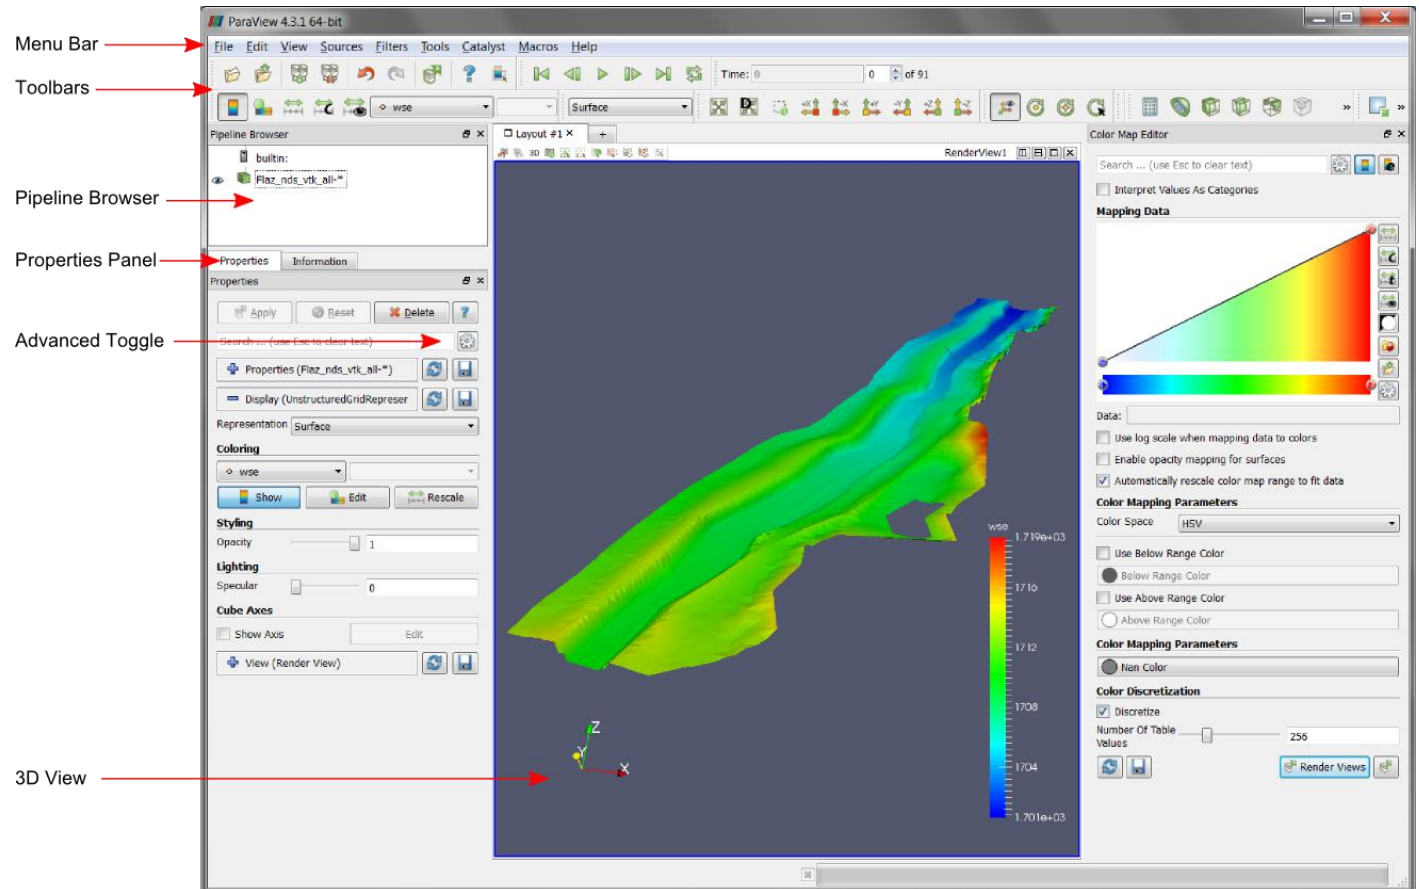 ParaView 4.3.1 64-bit
Menu Bar
File Edit View Sources Filters Tools Catalyst Macros Help
Toolbars
Time: 0 0 of 91
wse Surface
Pipeline Browser
Layout #1 +
Color Map Editor
3D
RenderView1
builtin:
Flaz_nds_vtk_all-*
Pipeline Browser
Properties Panel
Properties Information
Properties
Apply Reset Delete ?
Advanced Toggle
Search ... (use Esc to clear text)
Properties (Flaz_nds_vtk_all-*)
Display (UnstructuredGridRepreser
Representation Surface
Coloring
wse
Show Edit Rescale
Styling
Opacity 1
Lighting
Specular 0
Cube Axes
Show Axis Edit
View (Render View)
3D View
wse
1.719e+03
1716
1712
1708
1704
1.701e+03
Z
Y
X
Search ... (use Esc to clear text)
Interpret Values As Categories
Mapping Data
Data:
Use log scale when mapping data to colors
Enable opacity mapping for surfaces
Automatically rescale color map range to fit data
Color Mapping Parameters
Color Space HSV
Use Below Range Color
Below Range Color
Use Above Range Color
Above Range Color
Color Mapping Parameters
Nan Color
Color Discretization
Discretize
Number Of Table
Values
256
Render Views